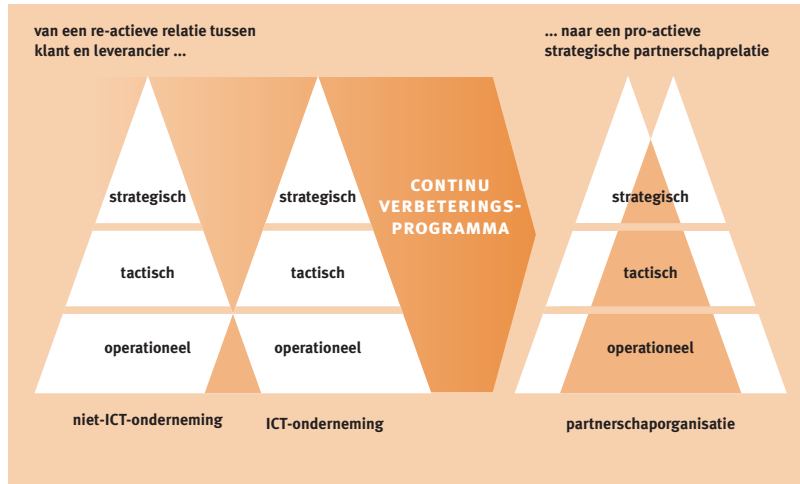 van een re-actieve relatie tussen
klant en leverancier ...
... naar een pro-actieve
strategische partnerschaprelatie
strategisch
strategisch
CONTINU
VERBETERINGS-
PROGRAMMA
strategisch
tactisch
tactisch
tactisch
operationeel
operationeel
operationeel
niet-ICT-onderneming
ICT-onderneming
partnerschaporganisatie